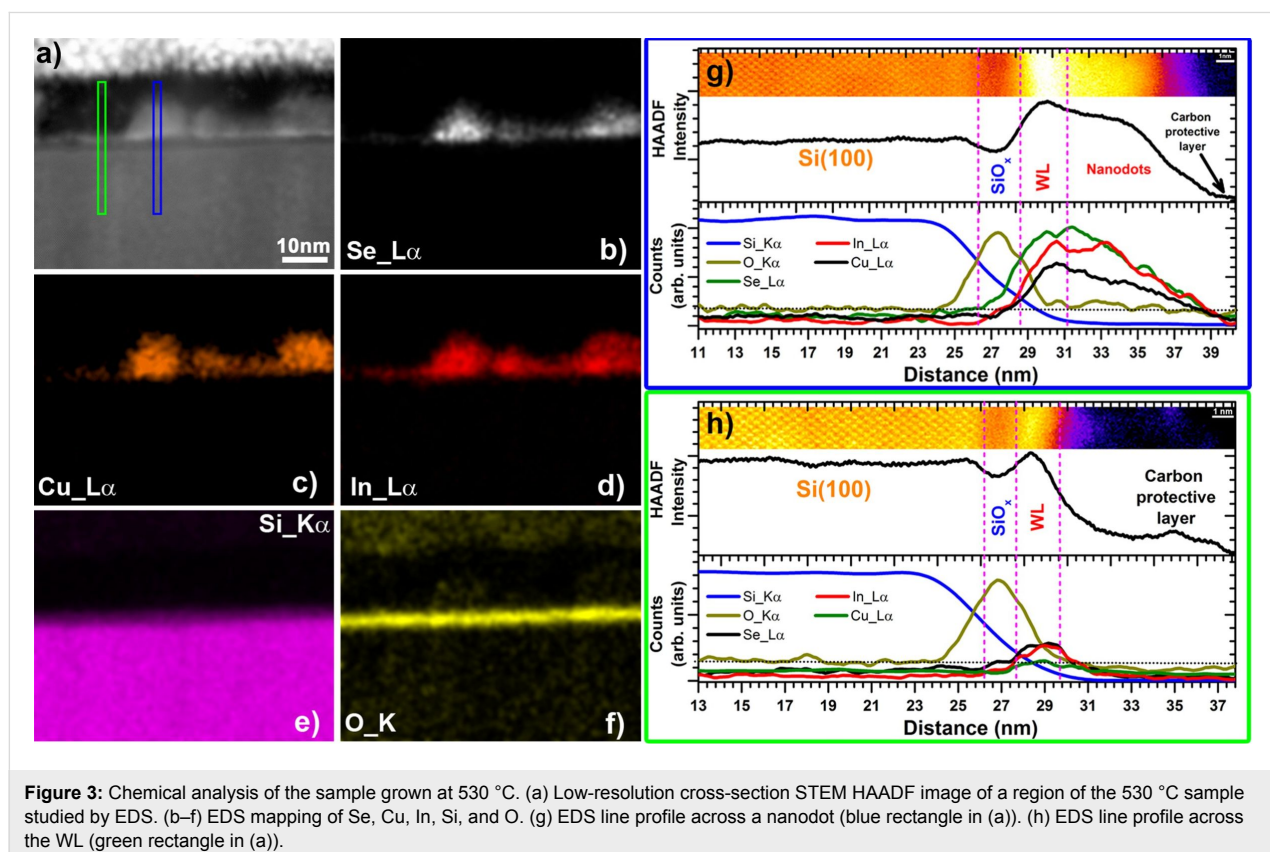 a)
10nm
Se_Lα
b)
Cu_Lα
c)
In_Lα
d)
Si_Kα
e)
O_K
f)
g)
1nm
HAADF
Intensity
Si(100)
SiOx
WL
Nanodots
Carbon
protective
layer
Counts
(arb. units)
Si_Kα
In_Lα
O_Kα
Cu_Lα
Se_Lα
11 13 15 17 19 21 23 25 27 29 31 33 35 37 39
Distance (nm)
h)
1 nm
HAADF
Intensity
Si(100)
SiOx
WL
Carbon
protective
layer
Counts
(arb. units)
Si_Kα
In_Lα
O_Kα
Cu_Lα
Se_Lα
13 15 17 19 21 23 25 27 29 31 33 35 37
Distance (nm)
Figure 3: Chemical analysis of the sample grown at 530 °C. (a) Low-resolution cross-section STEM HAADF image of a region of the 530 °C sample
studied by EDS. (b–f) EDS mapping of Se, Cu, In, Si, and O. (g) EDS line profile across a nanodot (blue rectangle in (a)). (h) EDS line profile across
the WL (green rectangle in (a)).